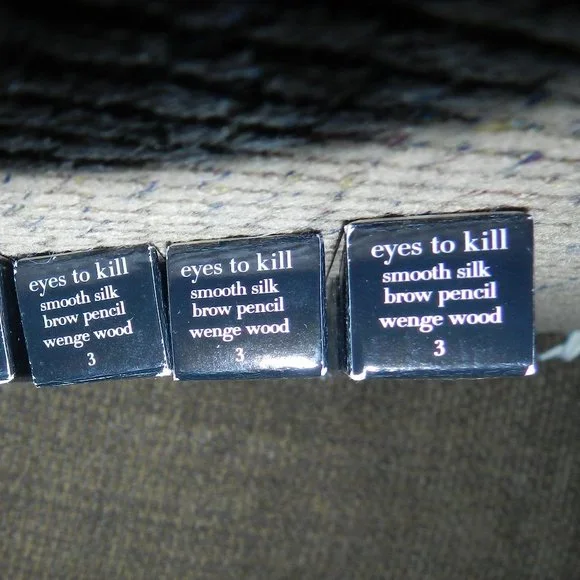 eyes to kill
smooth silk
brow pencil
wenge wood
3
eyes to kill
smooth silk
brow pencil
wenge wood
3
eyes to kill
smooth silk
brow pencil
wenge wood
3